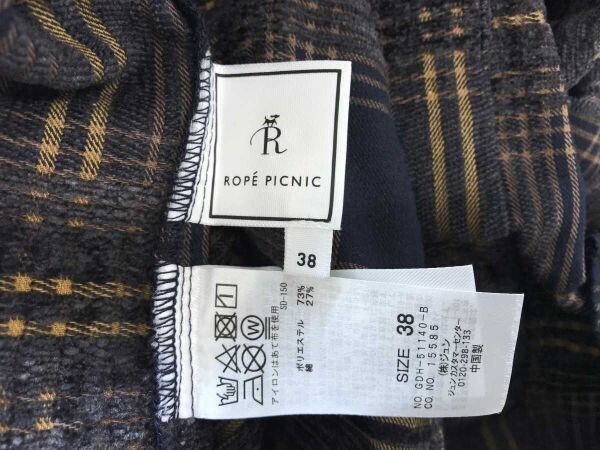 R
ROPÉ PICNIC
38
アイロンはあて布を使用
SD-150
ポリエステル 73%
綿 27%
SIZE 38
NO. GDH-51140-B
CO.NO. 15585
(株)ジュン
ジュンカスタマーセンター
0120-298-133
中国製